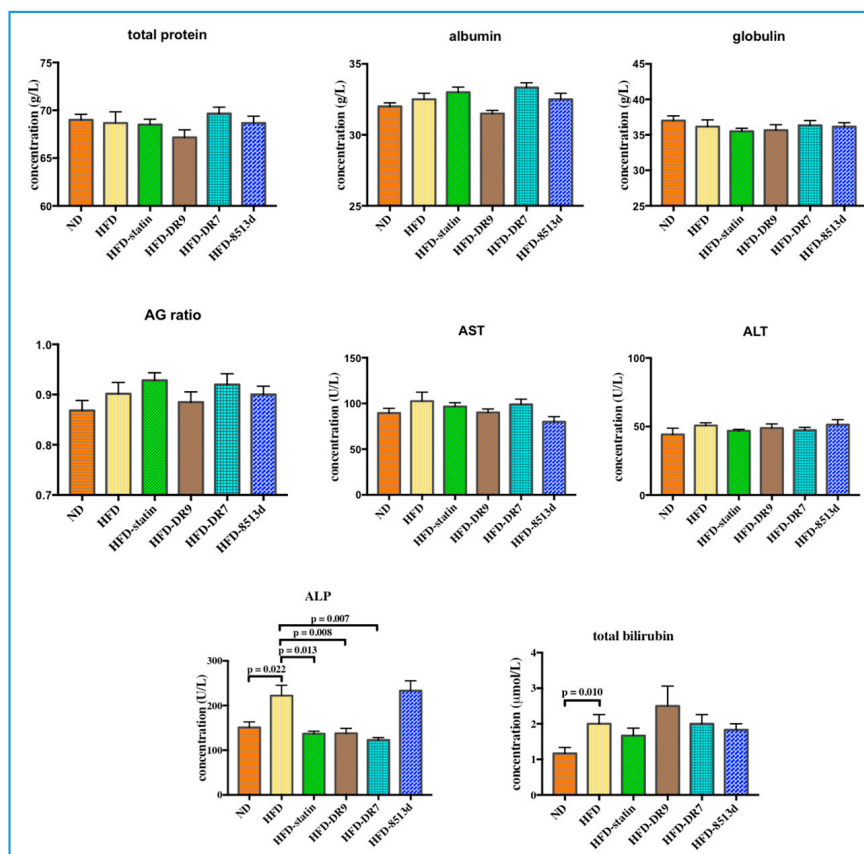 total protein
concentration (g/L)
75
70
65
60
ND
HFD
HFD-statin
HFD-DR9
HFD-DR7
HFD-8513d
albumin
concentration (g/L)
40
35
30
25
ND
HFD
HFD-statin
HFD-DR9
HFD-DR7
HFD-8513d
globulin
concentration (g/L)
45
40
35
30
25
ND
HFD
HFD-statin
HFD-DR9
HFD-DR7
HFD-8513d
AG ratio
1.0
0.9
0.8
0.7
ND
HFD
HFD-statin
HFD-DR9
HFD-DR7
HFD-8513d
AST
concentration (U/L)
150
100
50
0
ND
HFD
HFD-statin
HFD-DR9
HFD-DR7
HFD-8513d
ALT
concentration (U/L)
100
50
0
ND
HFD
HFD-statin
HFD-DR9
HFD-DR7
HFD-8513d
ALP
p = 0.007
p = 0.008
p = 0.013
p = 0.022
concentration (U/L)
300
200
100
0
ND
HFD
HFD-statin
HFD-DR9
HFD-DR7
HFD-8513d
total bilirubin
p = 0.010
concentration (μmol/L)
4
3
2
1
0
ND
HFD
HFD-statin
HFD-DR9
HFD-DR7
HFD-8513d